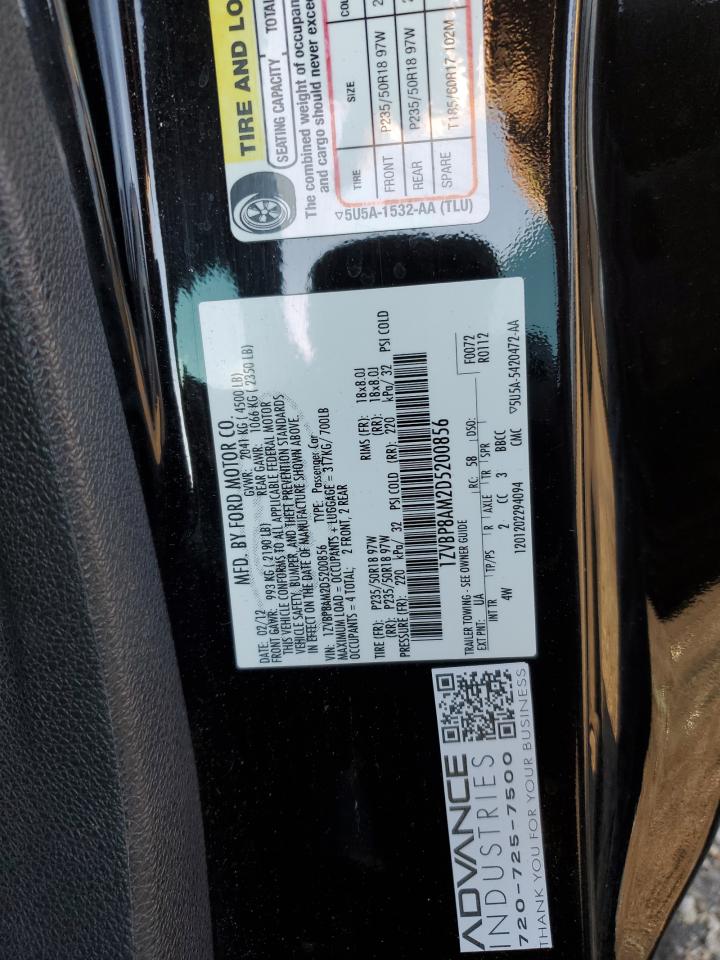 TIRE AND LO
SEATING CAPACITY TOTAL
The combined weight of occupan
and cargo should never excee
TIRE SIZE COL
FRONT P235/50R18 97W 2
REAR P235/50R18 97W 2
SPARE T185/60R17 102M
▽5U5A-1532-AA (TLU)
MFD. BY FORD MOTOR CO.
DATE: 02/12 GVWR: 2041 KG ( 4500 LB)
FRONT GAWR: 993 KG ( 2190 LB) REAR GAWR: 1066 KG ( 2350 LB)
THIS VEHICLE CONFORMS TO ALL APPLICABLE FEDERAL MOTOR
VEHICLE SAFETY, BUMPER, AND THEFT PREVENTION STANDARDS
IN EFFECT ON THE DATE OF MANUFACTURE SHOWN ABOVE.
VIN: 1ZVBP8AM2D5200856 TYPE: Passenger Car
MAXIMUM LOAD = OCCUPANTS + LUGGAGE = 317KG/ 700LB
OCCUPANTS = 4 TOTAL: 2 FRONT, 2 REAR
TIRE (FR): P235/50R18 97W RIMS (FR): 18x8.0J
(RR): P235/50R18 97W (RR): 18x8.0J
PRESSURE (FR): 220 kPa/ 32 PSI COLD (RR): 220 kPa/ 32 PSI COLD
1ZVBP8AM2D5200856
TRAILER TOWING - SEE OWNER GUIDE F0072
EXT PNT: UA RC: 58 DSO: R0112
INT TR TP/PS R AXLE TR SPR
4W 2 CC 3 BBCC
1201202294094 CMC ▽5U5A-5420472-AA
ADVANCE
INDUSTRIES
720-725-7500
THANK YOU FOR YOUR BUSINESS